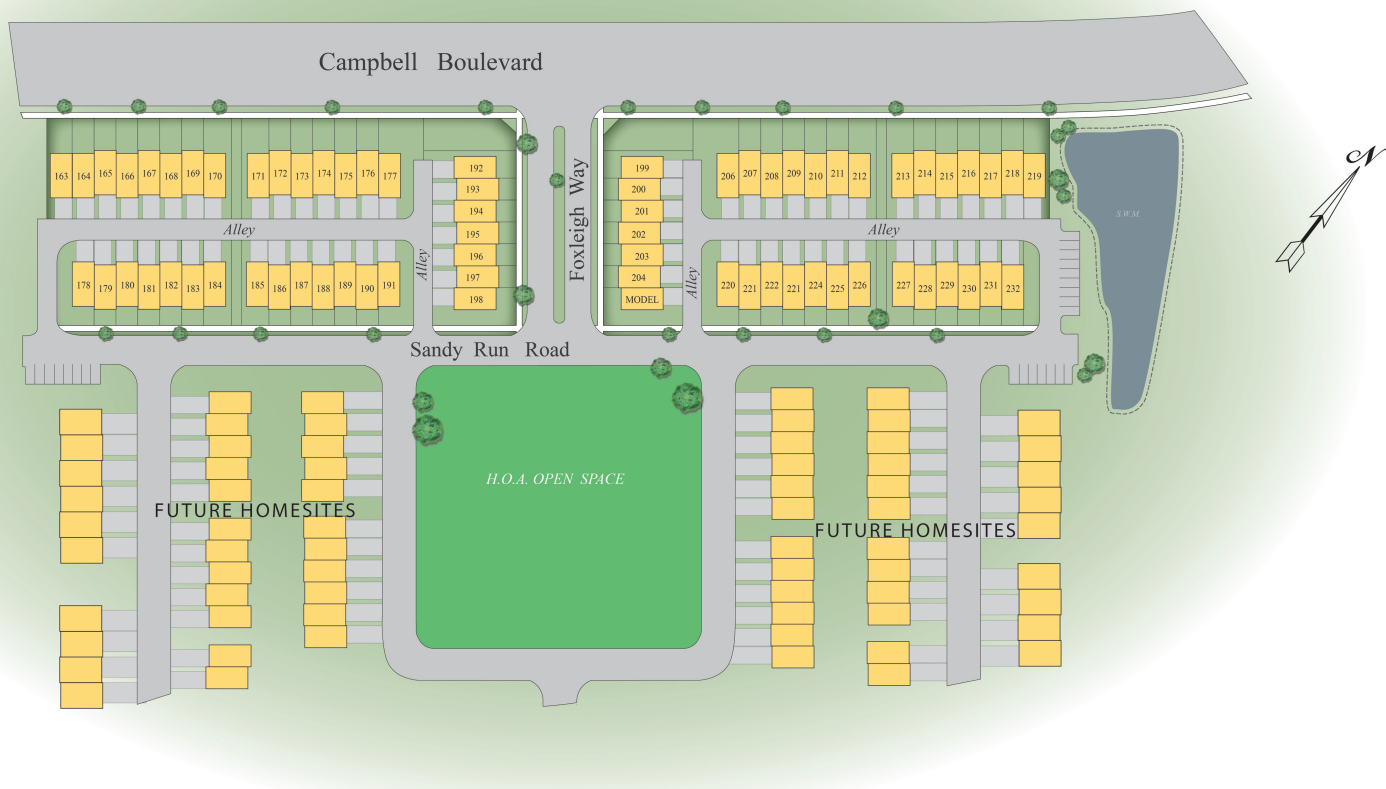 Campbell Boulevard
N
163 164 165 166 167 168 169 170
171 172 173 174 175 176 177
192
193
194
195
196
197
198
Foxleigh Way
199
200
201
202
203
204
MODEL
206 207 208 209 210 211 212
213 214 215 216 217 218 219
S.W.M.
Alley
Alley
Alley
Alley
178 179 180 181 182 183 184
185 186 187 188 189 190 191
220 221 222 221 224 225 226
227 228 229 230 231 232
Sandy Run Road
H.O.A. OPEN SPACE
FUTURE HOMESITES
FUTURE HOMESITES